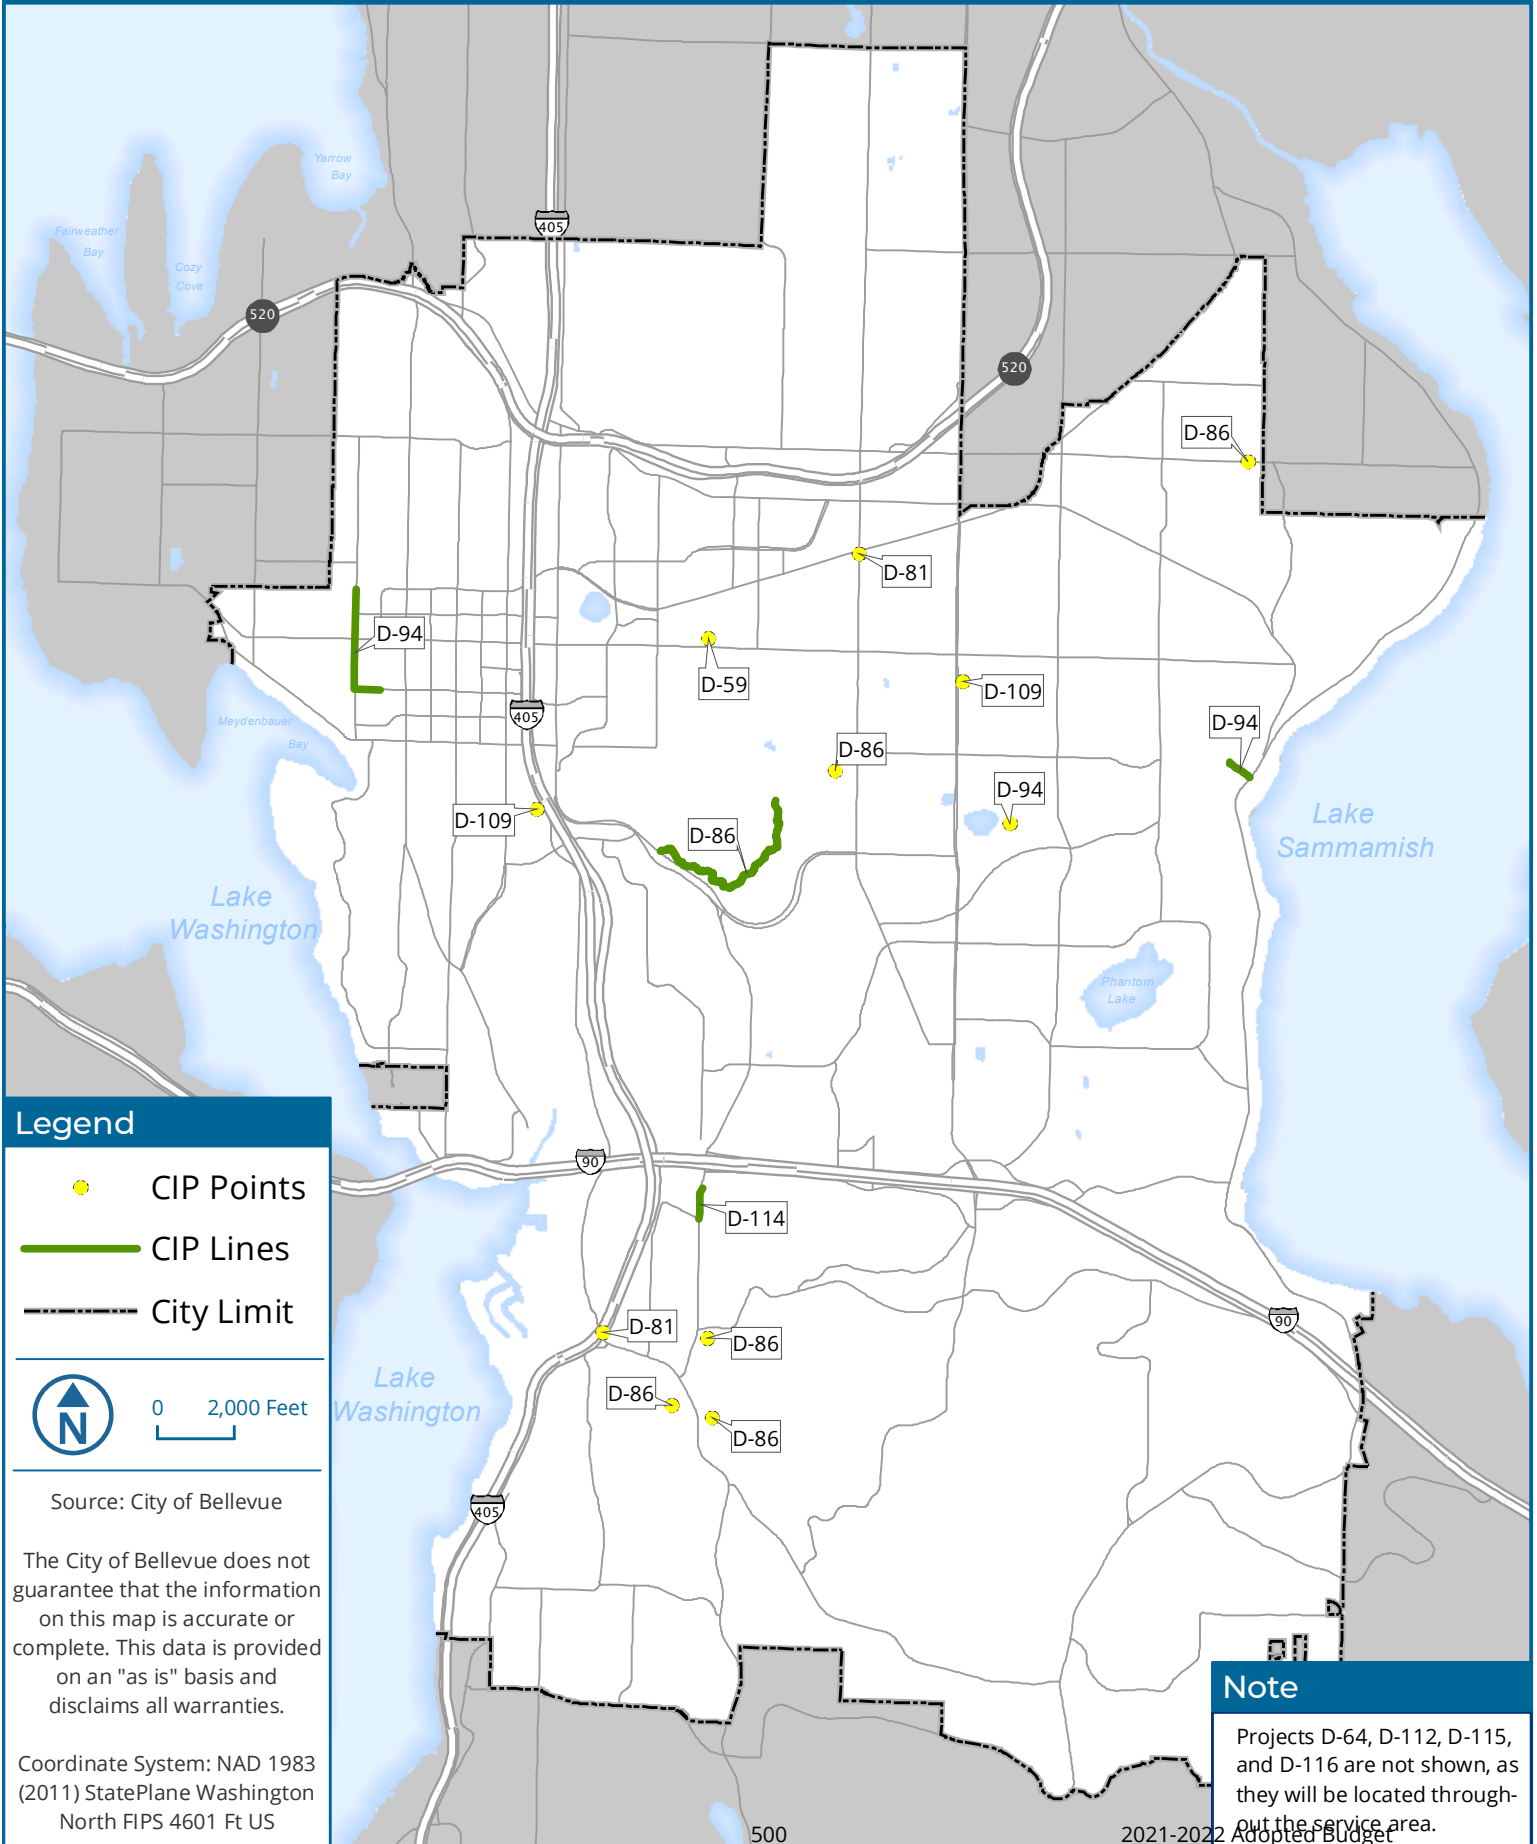 Yarrow
Bay
Fairweather
Bay
Cozy
Cove
405
520
520
D-86
D-81
D-94
D-59
D-109
405
Meydenbauer
Bay
D-94
D-86
D-94
D-109
D-86
Lake
Sammamish
Lake
Washington
Phantom
Lake
90
D-114
90
D-81
D-86
D-86
D-86
Lake
Washington
405
Legend
CIP Points
CIP Lines
City Limit
N
0 2,000 Feet
Source: City of Bellevue
The City of Bellevue does not
guarantee that the information
on this map is accurate or
complete. This data is provided
on an "as is" basis and
disclaims all warranties.
Coordinate System: NAD 1983
(2011) StatePlane Washington
North FIPS 4601 Ft US
Note
Projects D-64, D-112, D-115,
and D-116 are not shown, as
they will be located through-
out the service area.
500
2021-2022 Adopted Budget